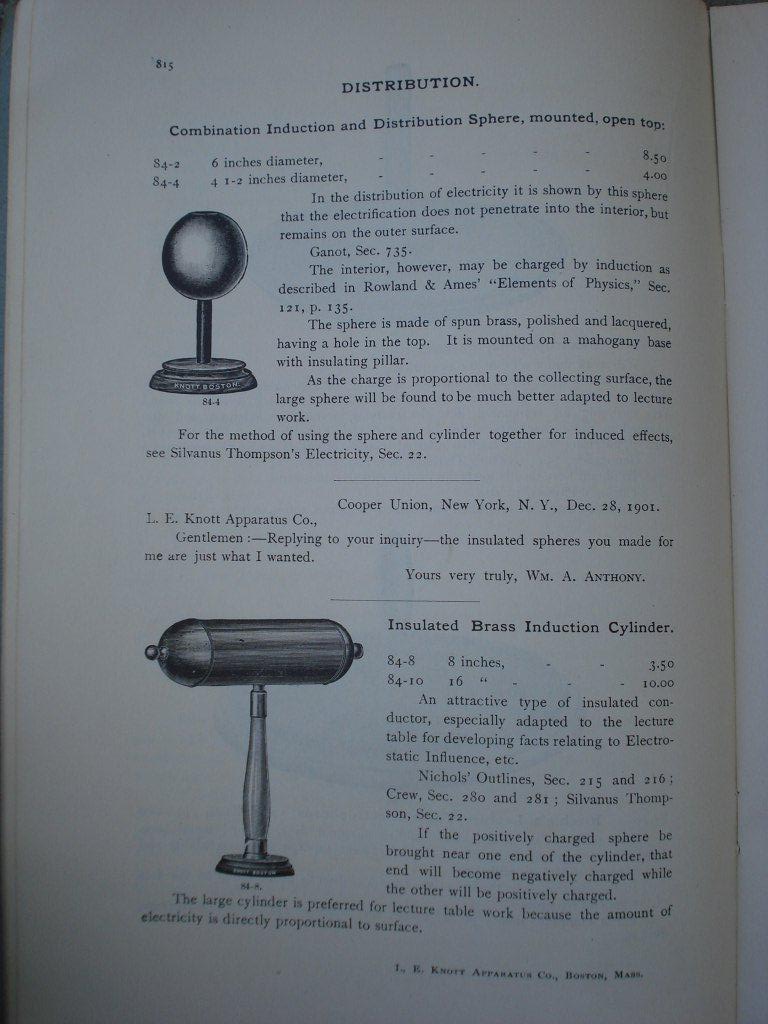 815
DISTRIBUTION.
Combination Induction and Distribution Sphere, mounted, open top:
84-2 6 inches diameter, - - - - - 8.50
84-4 4 1-2 inches diameter, - - - - - 4.00
In the distribution of electricity it is shown by this sphere
that the electrification does not penetrate into the interior, but
remains on the outer surface.
Ganot, Sec. 735.
The interior, however, may be charged by induction as
described in Rowland & Ames' "Elements of Physics," Sec.
121, p. 135.
The sphere is made of spun brass, polished and lacquered,
having a hole in the top. It is mounted on a mahogany base
with insulating pillar.
As the charge is proportional to the collecting surface, the
large sphere will be found to be much better adapted to lecture
work.
KNOTT BOSTON.
84-4
For the method of using the sphere and cylinder together for induced effects,
see Silvanus Thompson's Electricity, Sec. 22.
Cooper Union, New York, N. Y., Dec. 28, 1901.
L. E. Knott Apparatus Co.,
Gentlemen :—Replying to your inquiry—the insulated spheres you made for
me are just what I wanted.
Yours very truly, WM. A. ANTHONY.
Insulated Brass Induction Cylinder.
84-8 8 inches, - - 3.50
84-10 16 " - - - 10.00
An attractive type of insulated con-
ductor, especially adapted to the lecture
table for developing facts relating to Electro-
static Influence, etc.
Nichols' Outlines, Sec. 215 and 216 ;
Crew, Sec. 280 and 281 ; Silvanus Thomp-
son, Sec. 22.
If the positively charged sphere be
brought near one end of the cylinder, that
end will become negatively charged while
the other will be positively charged.
KNOTT BOSTON
84-8.
The large cylinder is preferred for lecture table work because the amount of
electricity is directly proportional to surface.
L. E. KNOTT APPARATUS CO., BOSTON, MASS.